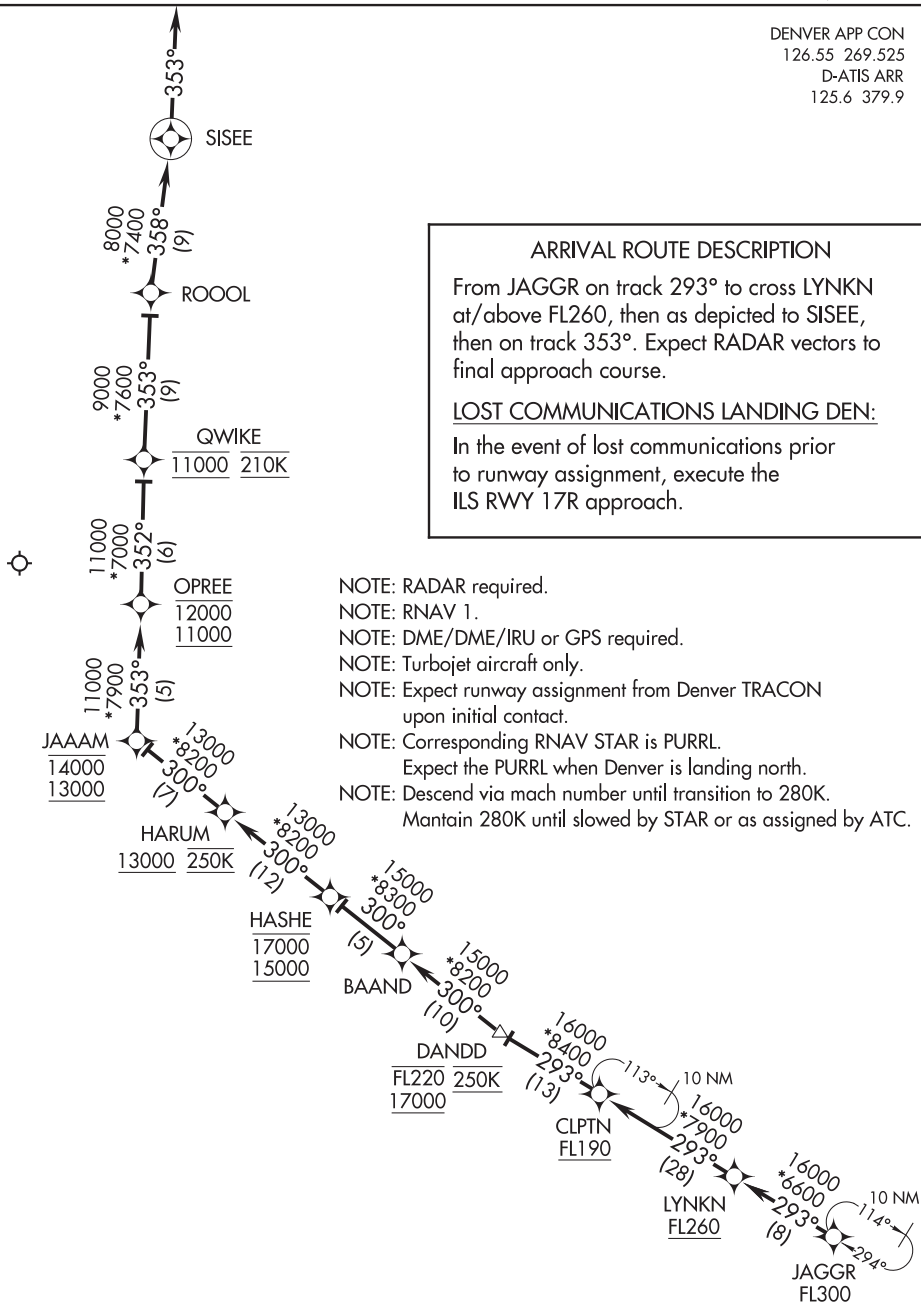 DENVER APP CON
126.55 269.525
D-ATIS ARR
125.6 379.9
353°
SISEE
8000
*7400
358°
(9)
ROOOL
ARRIVAL ROUTE DESCRIPTION
From JAGGR on track 293° to cross LYNKN
at/above FL260, then as depicted to SISEE,
then on track 353°. Expect RADAR vectors to
final approach course.
LOST COMMUNICATIONS LANDING DEN:
In the event of lost communications prior
to runway assignment, execute the
ILS RWY 17R approach.
9000
*7600
353°
(9)
QWIKE
11000 210K
11000
*7000
352°
(6)
OPREE
12000
11000
NOTE: RADAR required.
NOTE: RNAV 1.
NOTE: DME/DME/IRU or GPS required.
NOTE: Turbojet aircraft only.
NOTE: Expect runway assignment from Denver TRACON
upon initial contact.
NOTE: Corresponding RNAV STAR is PURRL.
Expect the PURRL when Denver is landing north.
NOTE: Descend via mach number until transition to 280K.
Mantain 280K until slowed by STAR or as assigned by ATC.
11000
*7900
353°
(5)
JAAAM
14000
13000
13000
*8200
300°
(7)
HARUM
13000 250K
13000
*8200
300°
(12)
HASHE
17000
15000
15000
*8300
300°
(5)
BAAND
15000
*8200
300°
(10)
DANDD
FL220 250K
17000
16000
*8400
293°
(13)
CLPTN
FL190
113°
10 NM
16000
*7900
293°
(28)
LYNKN
FL260
16000
*6600
293°
(8)
10 NM
114°
294°
JAGGR
FL300